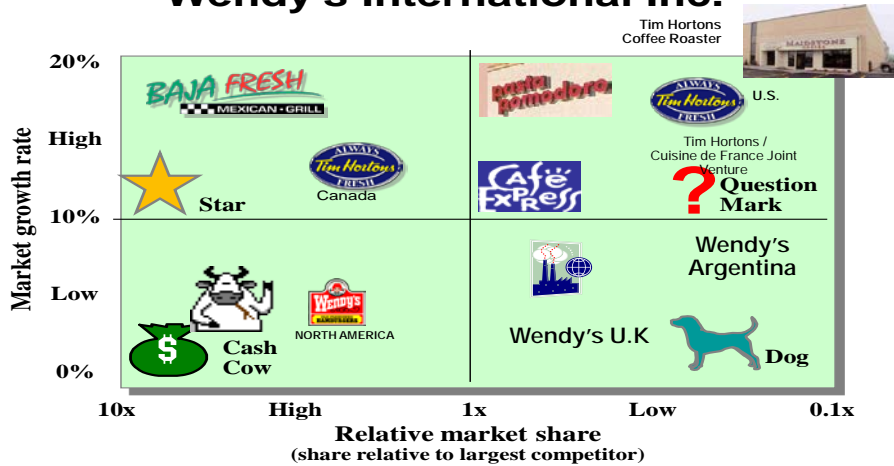 Wendy's International Inc.
Tim Hortons
Coffee Roaster
MAIDSTONE
20%
BAJA FRESH
MEXICAN • GRILL
pasta
pomodoro
ALWAYS
Tim Hortons
FRESH
U.S.
High
Tim Hortons /
Cuisine de France Joint
Venture
ALWAYS
Tim Hortons
FRESH
Canada
Café
EXPRESS
?
Question
Mark
Star
10%
Market growth rate
Wendy's
Argentina
Low
WENDY'S
HAMBURGERS
NORTH AMERICA
Wendy's U.K
$
Cash
Cow
Dog
0%
10x
High
1x
Low
0.1x
Relative market share
(share relative to largest competitor)